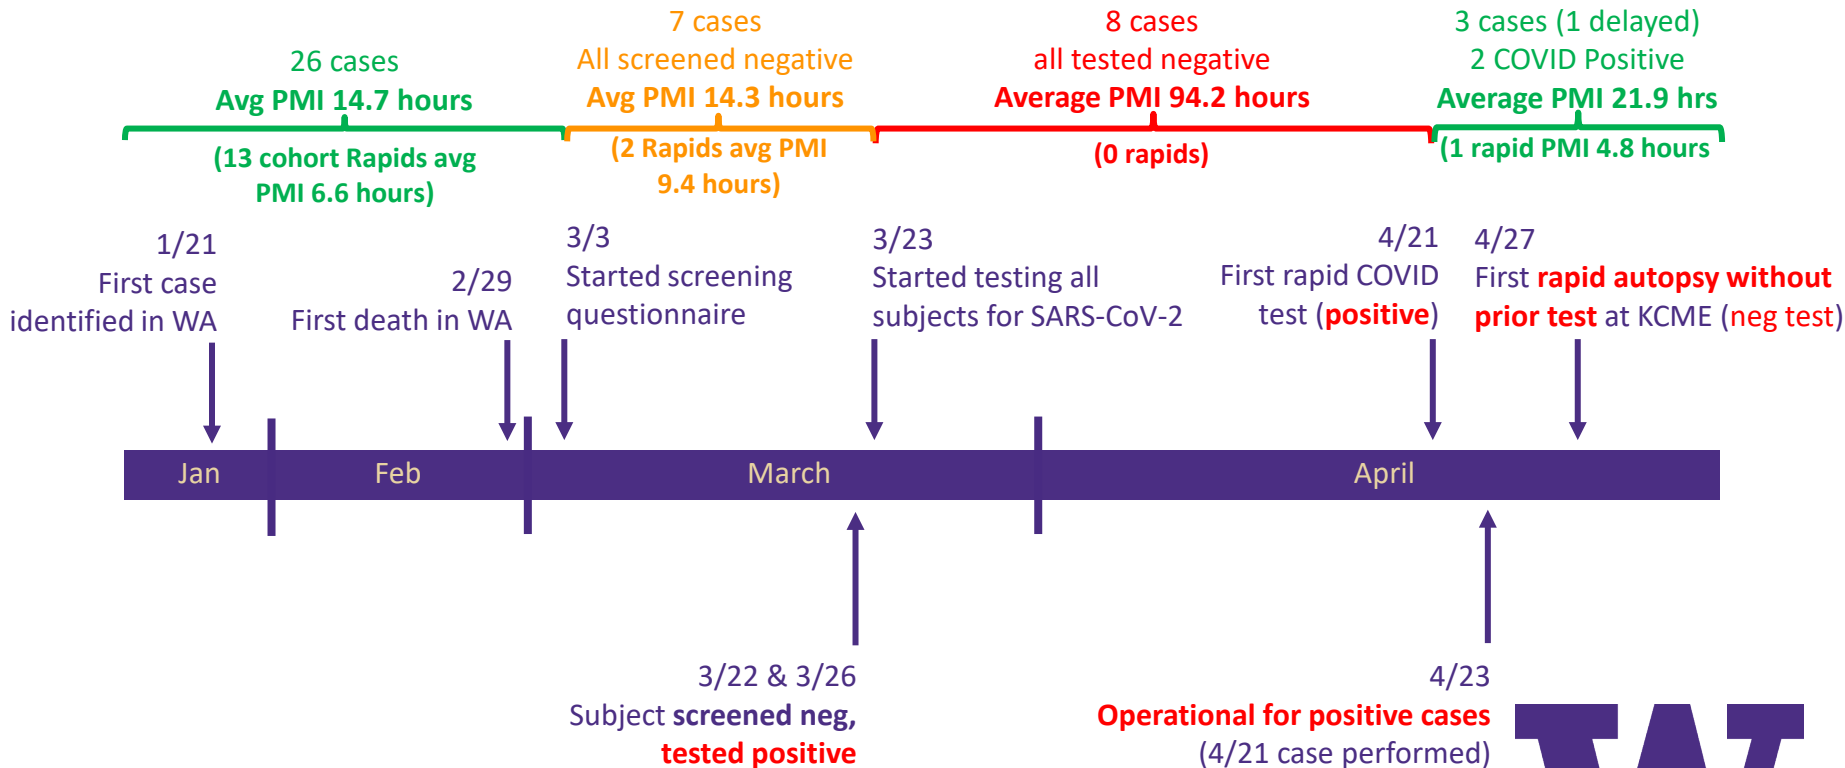 26 cases
Avg PMI 14.7 hours
(13 cohort Rapids avg
PMI 6.6 hours)
7 cases
All screened negative
Avg PMI 14.3 hours
(2 Rapids avg PMI
9.4 hours)
8 cases
all tested negative
Average PMI 94.2 hours
(0 rapids)
3 cases (1 delayed)
2 COVID Positive
Average PMI 21.9 hrs
(1 rapid PMI 4.8 hours
1/21
First case
identified in WA
2/29
First death in WA
3/3
Started screening
questionnaire
3/23
Started testing all
subjects for SARS-CoV-2
4/21
First rapid COVID
test (positive)
4/27
First rapid autopsy without
prior test at KCME (neg test)
Jan
Feb
March
April
3/22 & 3/26
Subject screened neg,
tested positive
4/23
Operational for positive cases
(4/21 case performed)
W